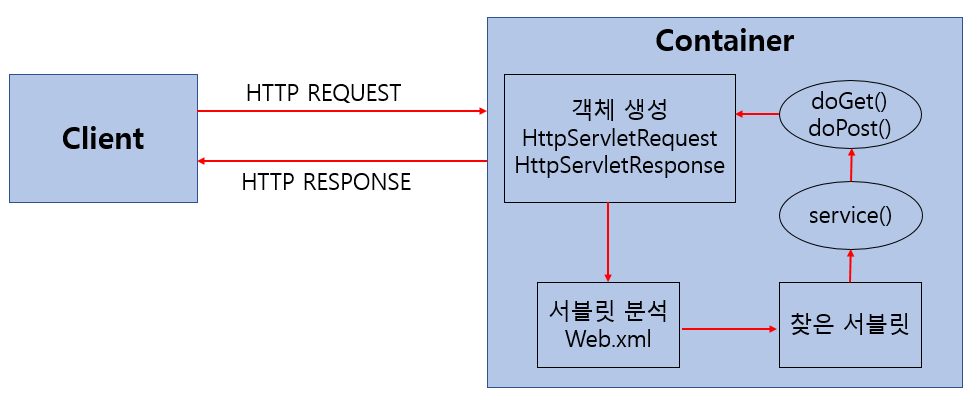 Container
Client
HTTP REQUEST
HTTP RESPONSE
객체 생성
HttpServletRequest
HttpServletResponse
서블릿 분석
Web.xml
찾은 서블릿
service()
doGet()
doPost()